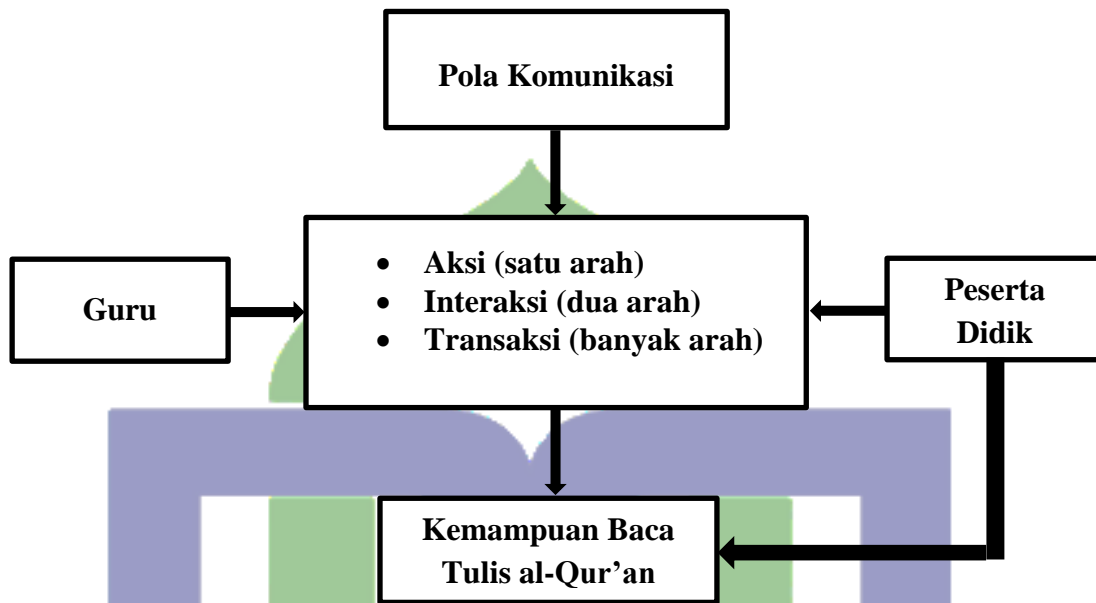 Pola Komunikasi
• Aksi (satu arah)
• Interaksi (dua arah)
• Transaksi (banyak arah)
Guru
Peserta
Didik
Kemampuan Baca
Tulis al-Qur’an